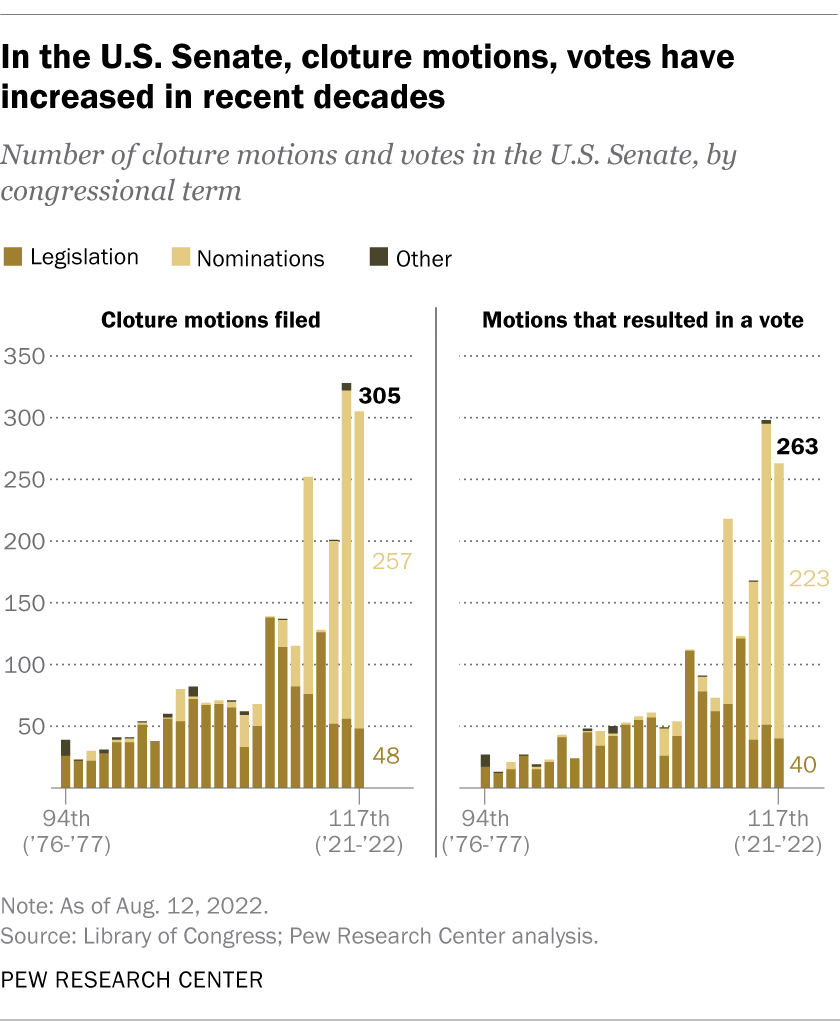 In the U.S. Senate, cloture motions, votes have
increased in recent decades
Number of cloture motions and votes in the U.S. Senate, by
congressional term
Legislation Nominations Other
Cloture motions filed
350
300
250
200
150
100
50
305
257
48
94th
(’76-’77)
117th
(’21-’22)
Motions that resulted in a vote
263
223
40
94th
(’76-’77)
117th
(’21-’22)
Note: As of Aug. 12, 2022.
Source: Library of Congress; Pew Research Center analysis.
PEW RESEARCH CENTER